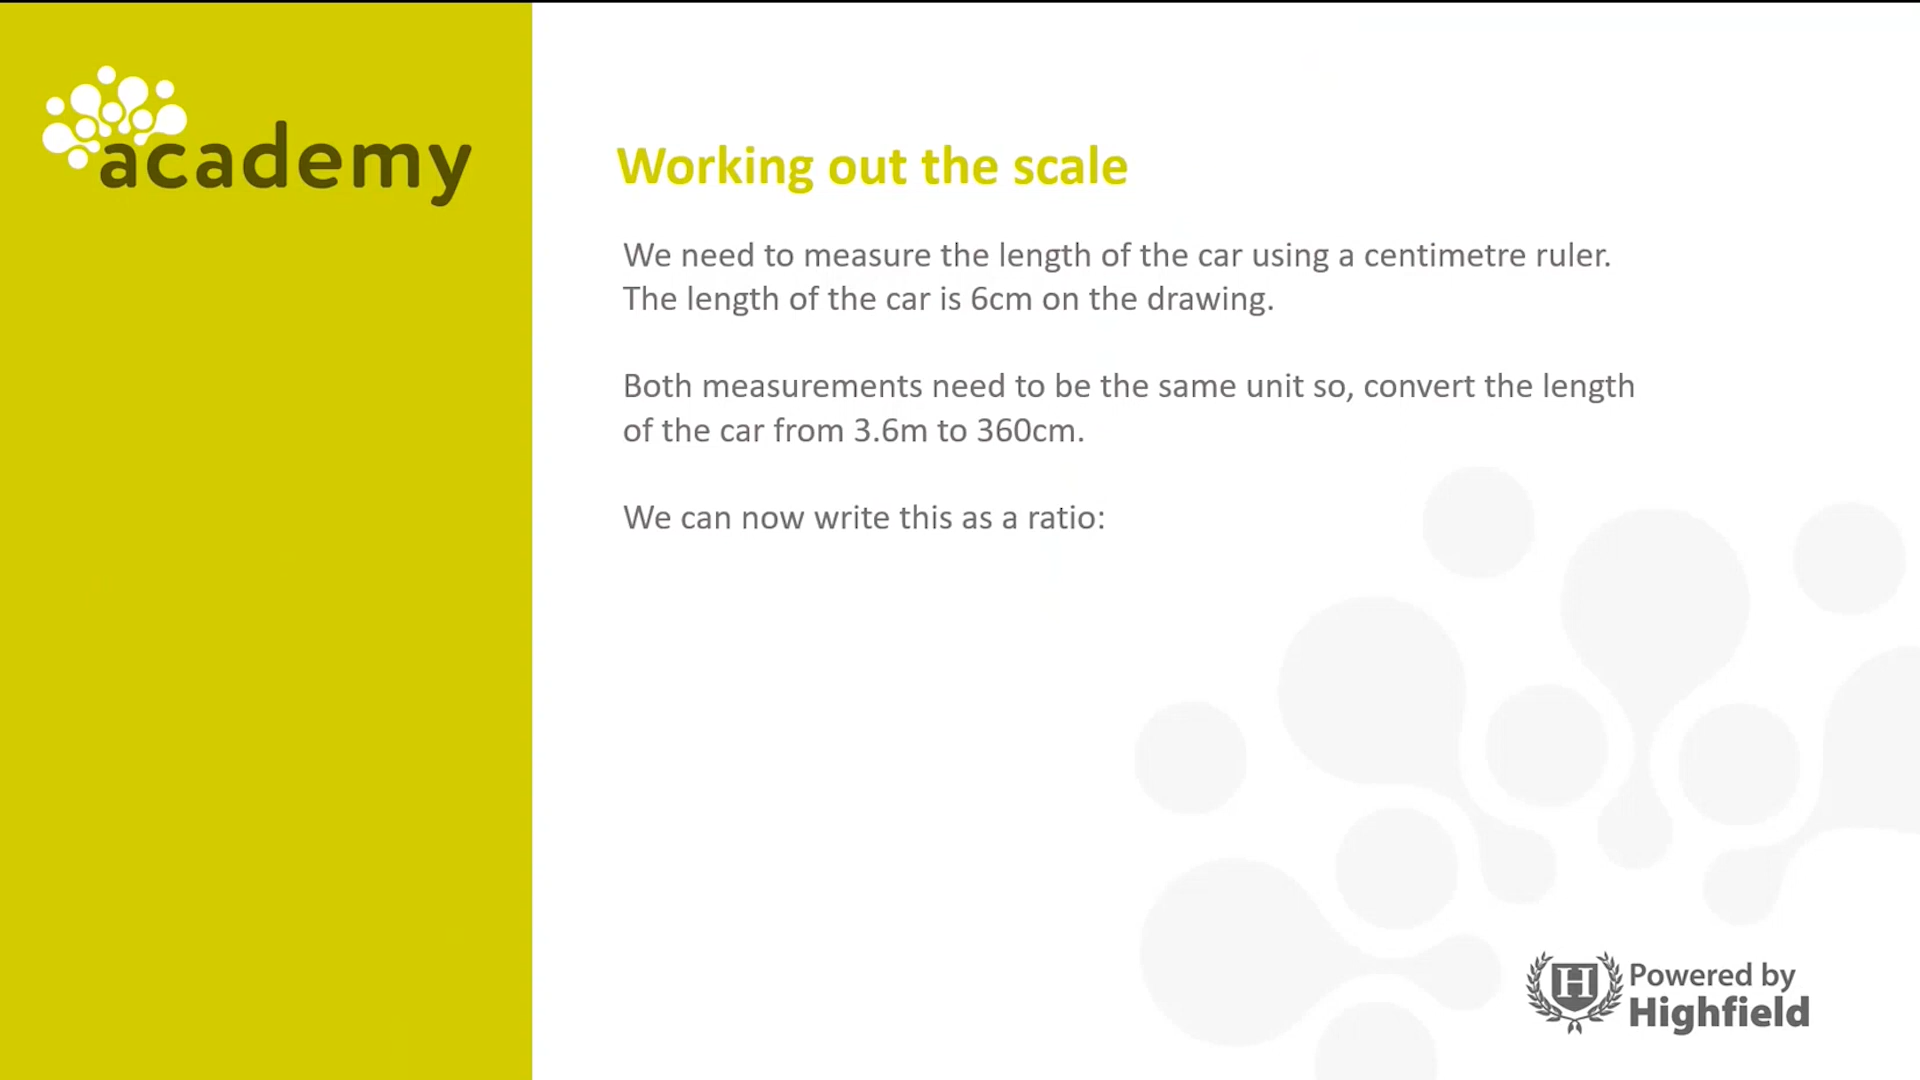 academy
Working out the scale
We need to measure the length of the car using a centimetre ruler.
The length of the car is 6cm on the drawing.
Both measurements need to be the same unit so, convert the length
of the car from 3.6m to 360cm.
We can now write this as a ratio:
H
Powered by
Highfield